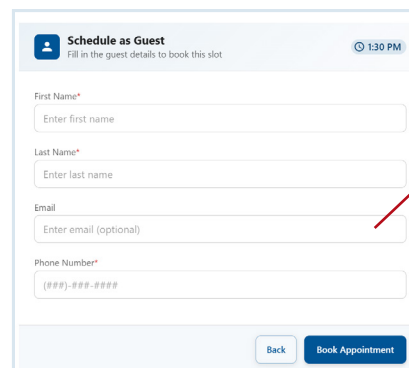 Schedule as Guest
Fill in the guest details to book this slot
1:30 PM
First Name*
Enter first name
Last Name*
Enter last name
Email
Enter email (optional)
Phone Number*
(###)-###-####
Back
Book Appointment